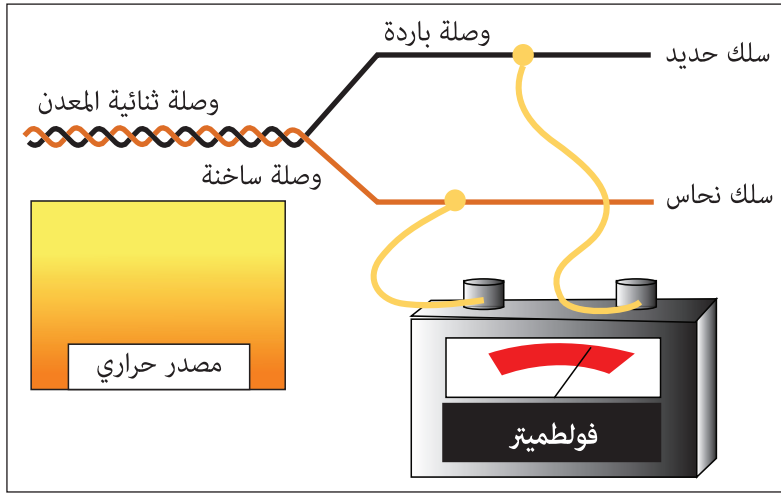 وصلة باردة
سلك حديد
وصلة ثنائية المعدن
وصلة ساخنة
سلك نحاس
مصدر حراري
فولطميتر